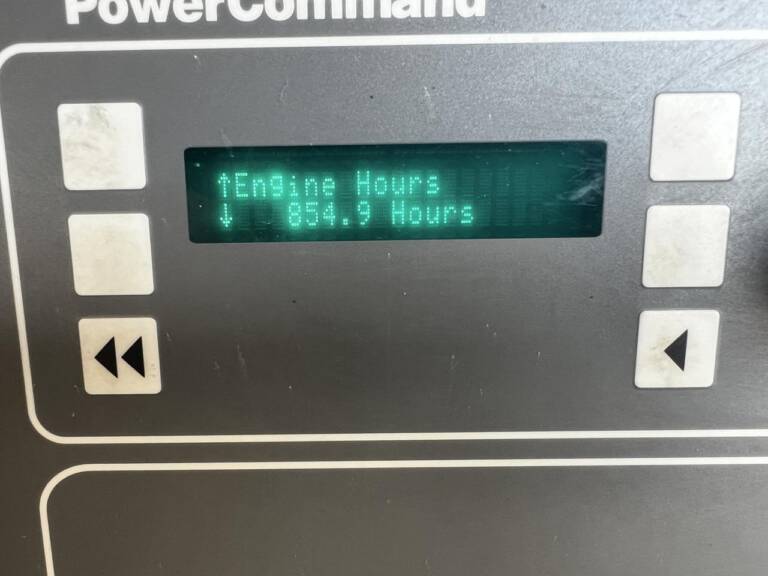 PowerCommand
↑Engine Hours
↓ 854.9 Hours